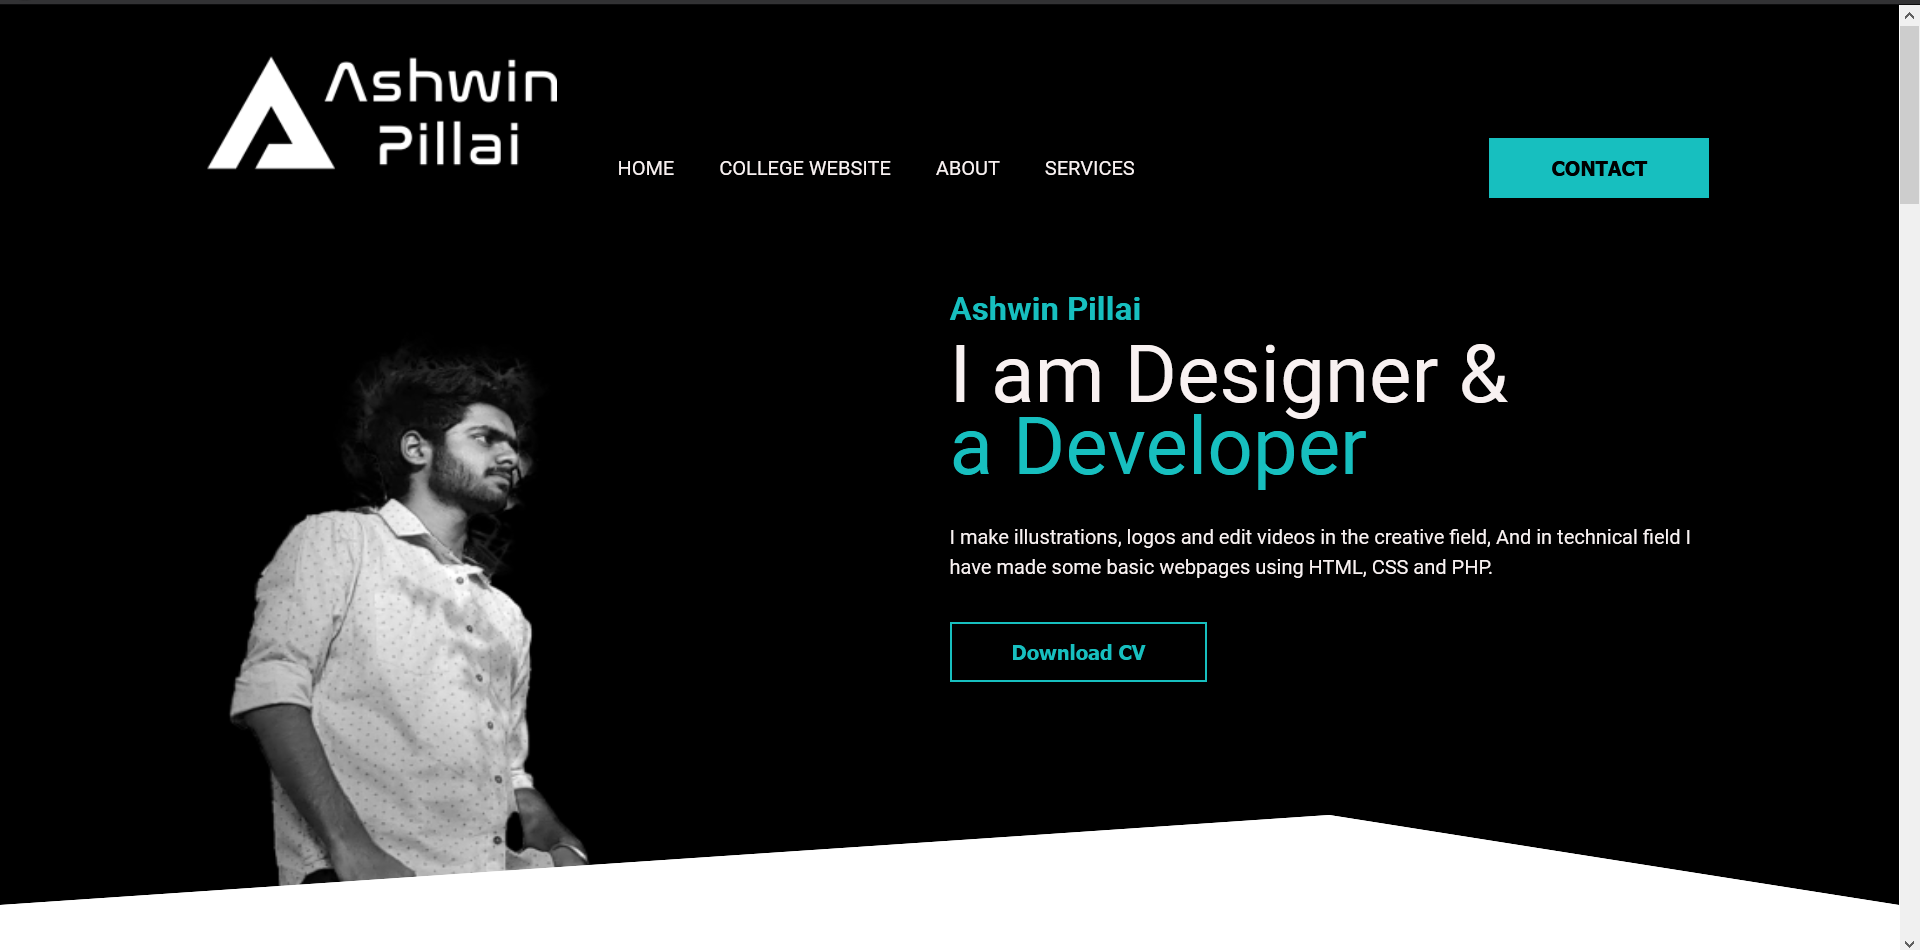 Ashwin
Pillai
HOME COLLEGE WEBSITE ABOUT SERVICES
CONTACT
Ashwin Pillai
I am Designer &
a Developer
I make illustrations, logos and edit videos in the creative field, And in technical field I
have made some basic webpages using HTML, CSS and PHP.
Download CV